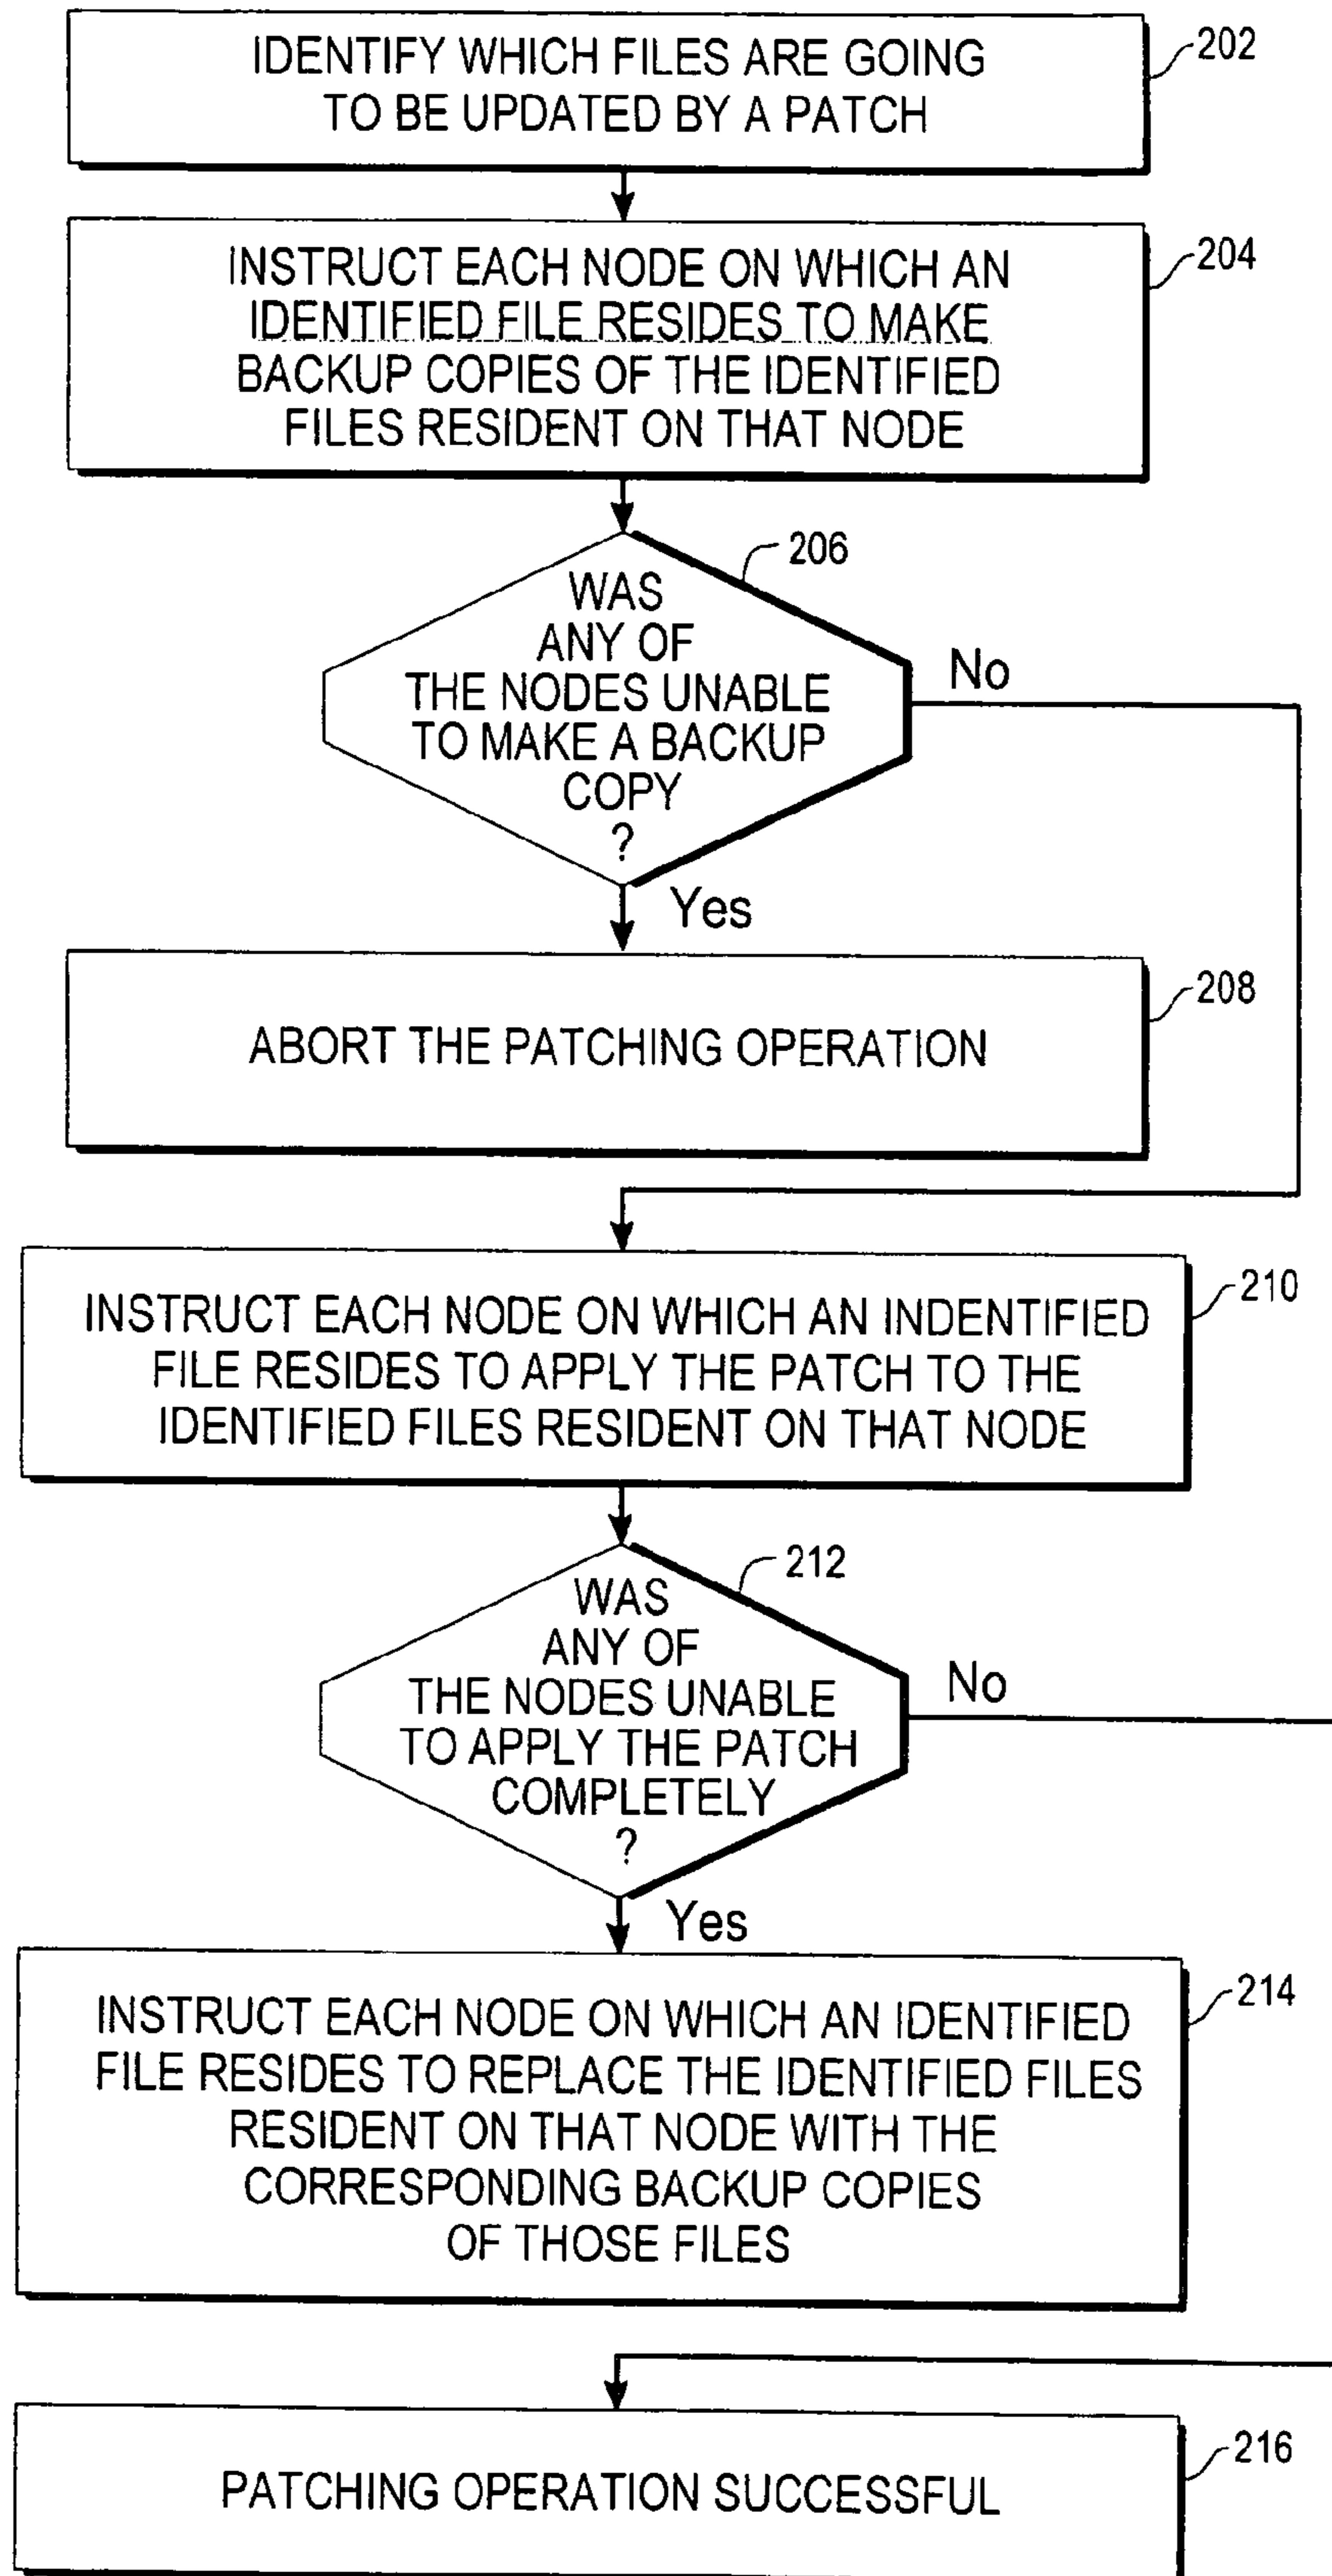 IDENTIFY WHICH FILES ARE GOING
TO BE UPDATED BY A PATCH
202
INSTRUCT EACH NODE ON WHICH AN
IDENTIFIED FILE RESIDES TO MAKE
BACKUP COPIES OF THE IDENTIFIED
FILES RESIDENT ON THAT NODE
204
206
WAS
ANY OF
THE NODES UNABLE
TO MAKE A BACKUP
COPY
?
No
Yes
ABORT THE PATCHING OPERATION
208
INSTRUCT EACH NODE ON WHICH AN INDENTIFIED
FILE RESIDES TO APPLY THE PATCH TO THE
IDENTIFIED FILES RESIDENT ON THAT NODE
210
212
WAS
ANY OF
THE NODES UNABLE
TO APPLY THE PATCH
COMPLETELY
?
No
Yes
INSTRUCT EACH NODE ON WHICH AN IDENTIFIED
FILE RESIDES TO REPLACE THE IDENTIFIED FILES
RESIDENT ON THAT NODE WITH THE
CORRESPONDING BACKUP COPIES
OF THOSE FILES
214
PATCHING OPERATION SUCCESSFUL
216